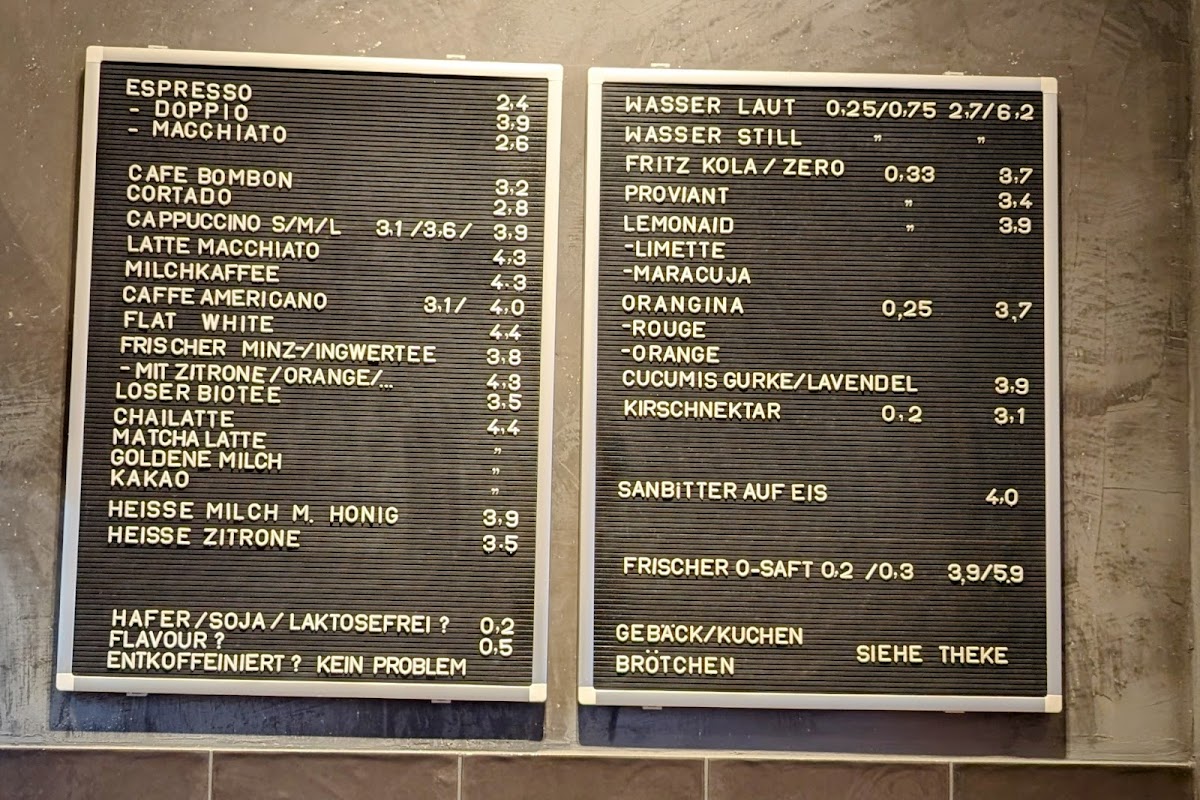 ESPRESSO 2,4
- DOPPIO 3,9
- MACCHIATO 2,6
CAFE BOMBON 3,2
CORTADO 2,8
CAPPUCCINO S/M/L 3,1/3,6/ 3,9
LATTE MACCHIATO 4,3
MILCHKAFFEE 4.3
CAFFE AMERICANO 3,1/ 4,0
FLAT WHITE 4,4
FRISCHER MINZ-/INGWERTEE 3,8
-MIT ZITRONE/ORANGE/... 4,3
LOSER BIOTEE 3,5
CHAILATTE 4,4
MATCHA LATTE "
GOLDENE MILCH "
KAKAO "
HEISSE MILCH M. HONIG 3,9
HEISSE ZITRONE 3.5
HAFER/SOJA/LAKTOSEFREI? 0,2
FLAVOUR? 0,5
ENTKOFFEINIERT? KEIN PROBLEM
WASSER LAUT 0,25/0,75 2,7/6,2
WASSER STILL " "
FRITZ KOLA/ZERO 0,33 3,7
PROVIANT " 3,4
LEMONAID " 3,9
-LIMETTE
-MARACUJA
ORANGINA 0,25 3,7
-ROUGE
-ORANGE
CUCUMIS GURKE/LAVENDEL 3,9
KIRSCHNEKTAR 0,2 3,1
SANBiTTER AUF EIS 4,0
FRISCHER O-SAFT 0,2 /0,3 3,9/5,9
GEBÄCK/KUCHEN
SIEHE THEKE
BRÖTCHEN